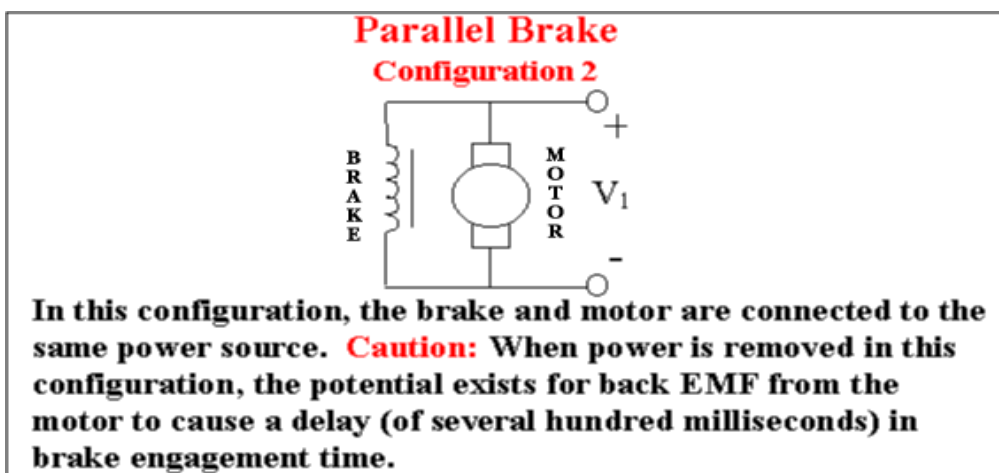 Parallel Brake
Configuration 2
BRAKE
MOTOR
+
V1
-
In this configuration, the brake and motor are connected to the
same power source. Caution: When power is removed in this
configuration, the potential exists for back EMF from the
motor to cause a delay (of several hundred milliseconds) in
brake engagement time.